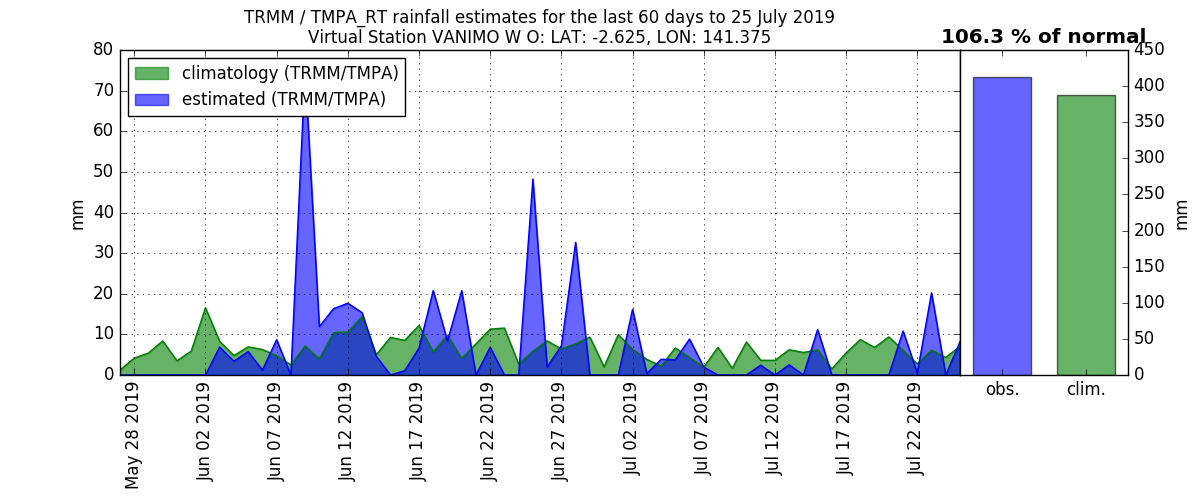 TRMM / TMPA_RT rainfall estimates for the last 60 days to 25 July 2019
Virtual Station VANIMO W O: LAT: -2.625, LON: 141.375
106.3 % of normal
climatology (TRMM/TMPA)
estimated (TRMM/TMPA)
80
70
60
50
40
30
20
10
0
mm
May 28 2019
Jun 02 2019
Jun 07 2019
Jun 12 2019
Jun 17 2019
Jun 22 2019
Jun 27 2019
Jul 02 2019
Jul 07 2019
Jul 12 2019
Jul 17 2019
Jul 22 2019
obs.
clim.
450
400
350
300
250
200
150
100
50
0
mm